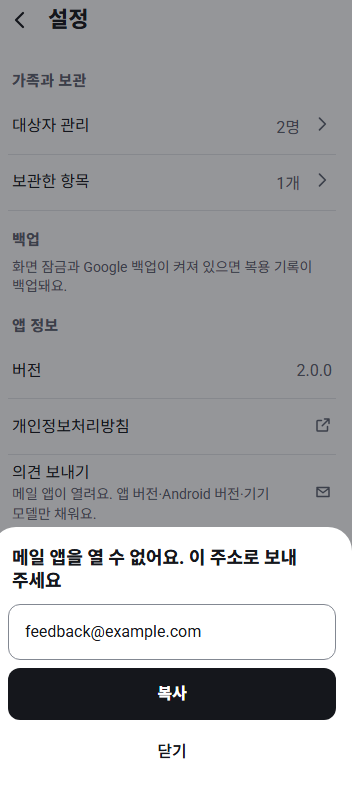 설정
가족과 보관
대상자 관리
2명
보관한 항목
1개
백업
화면 잠금과 Google 백업이 켜져 있으면 복용 기록이
백업돼요.
앱 정보
버전
2.0.0
개인정보처리방침
의견 보내기
메일 앱이 열려요. 앱 버전·Android 버전·기기
모델만 채워요.
메일 앱을 열 수 없어요. 이 주소로 보내
주세요
feedback@example.com
복사
닫기